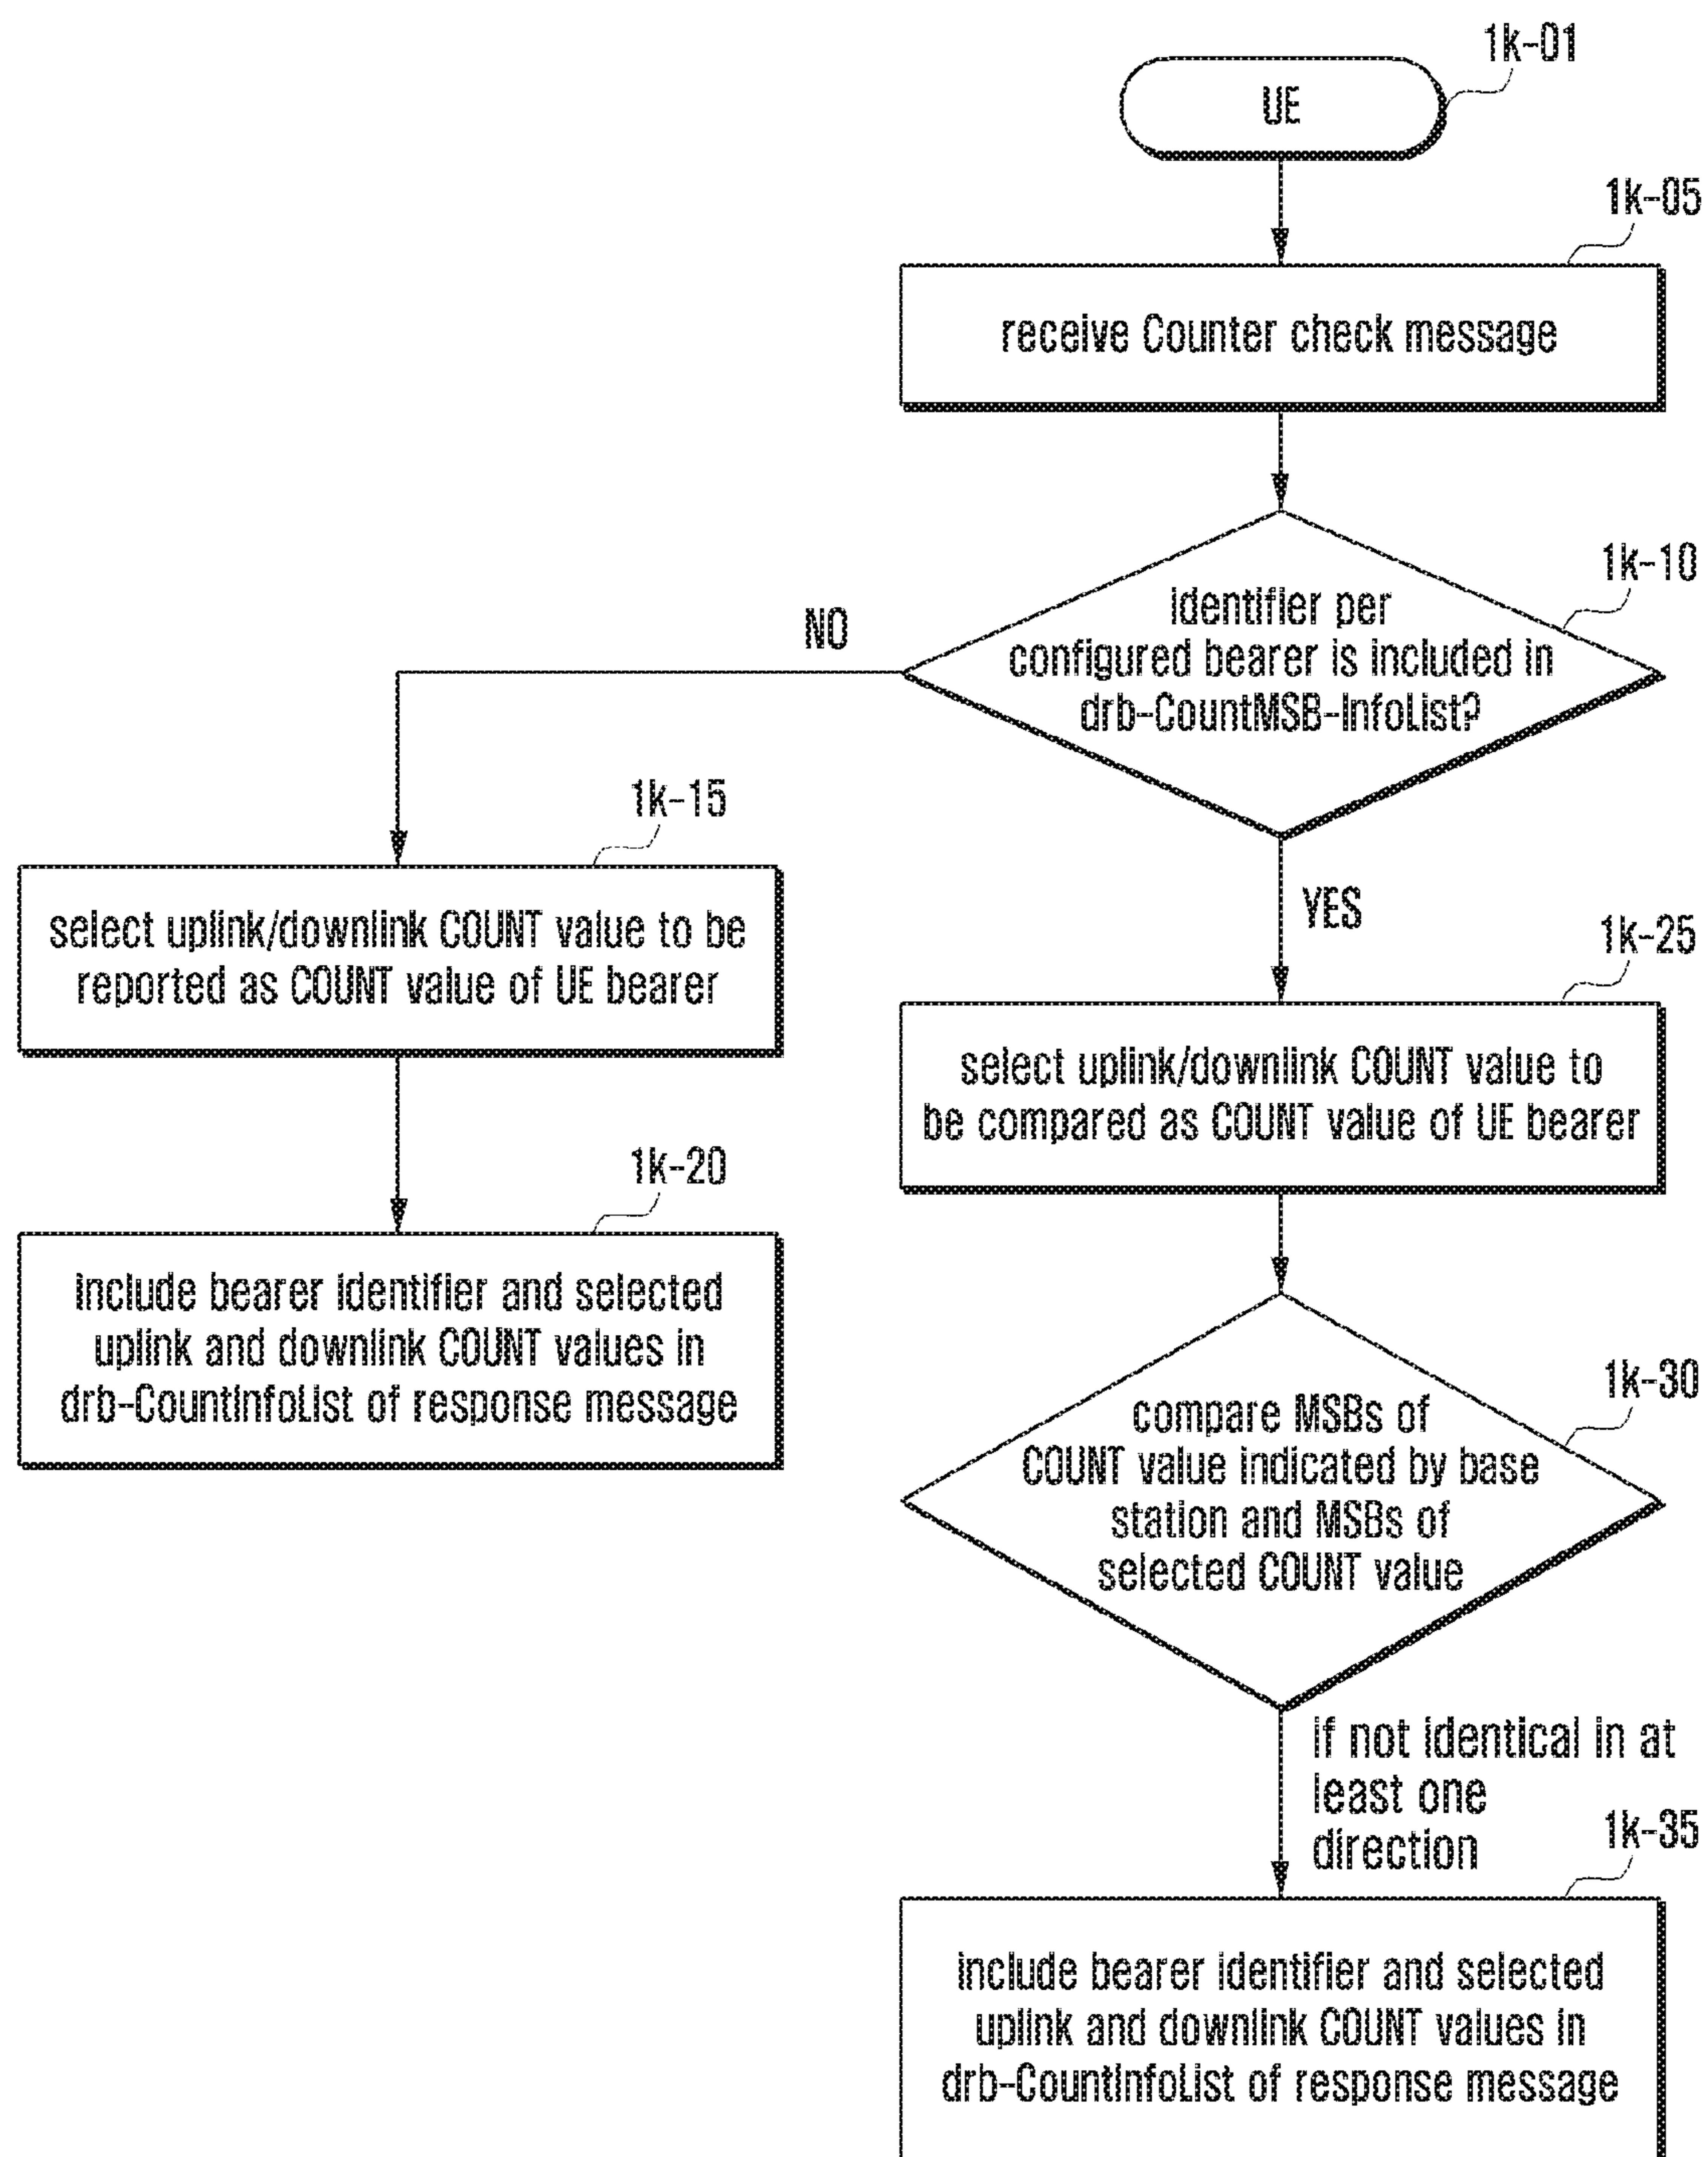 1k-01
UE
1k-05
receive Counter check message
1k-10
identifier per
configured bearer is included in
drb-CountMSB-InfoList?
NO
YES
1k-15
select uplink/downlink COUNT value to be
reported as COUNT value of UE bearer
1k-20
include bearer identifier and selected
uplink and downlink COUNT values in
drb-CountInfoList of response message
1k-25
select uplink/downlink COUNT value to
be compared as COUNT value of UE bearer
1k-30
compare MSBs of
COUNT value indicated by base
station and MSBs of
selected COUNT value
if not identical in at
least one
direction
1k-35
include bearer identifier and selected
uplink and downlink COUNT values in
drb-CountInfoList of response message